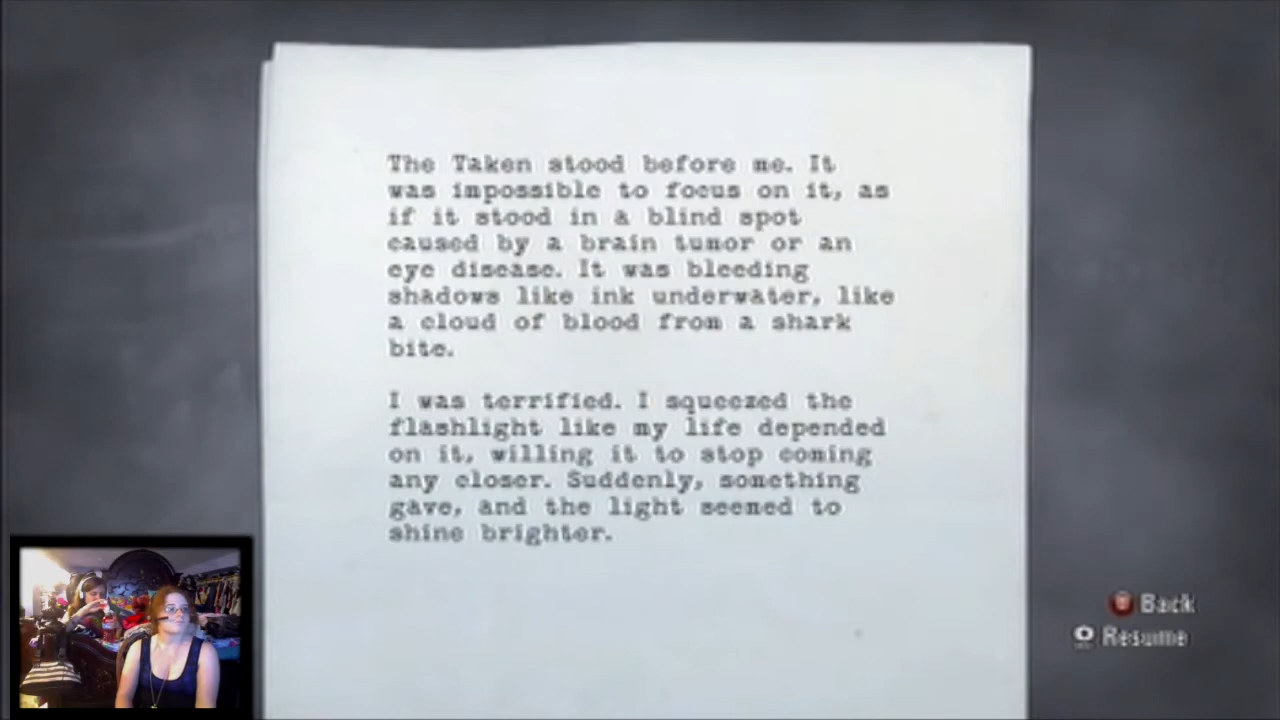 The Taken stood before me. It
was impossible to focus on it, as
if it stood in a blind spot
caused by a brain tumor or an
eye disease. It was bleeding
shadows like ink underwater, like
a cloud of blood from a shark
bite.
I was terrified. I squeezed the
flashlight like my life depended
on it, willing it to stop coming
any closer. Suddenly, something
gave, and the light seemed to
shine brighter.
Back
Resume